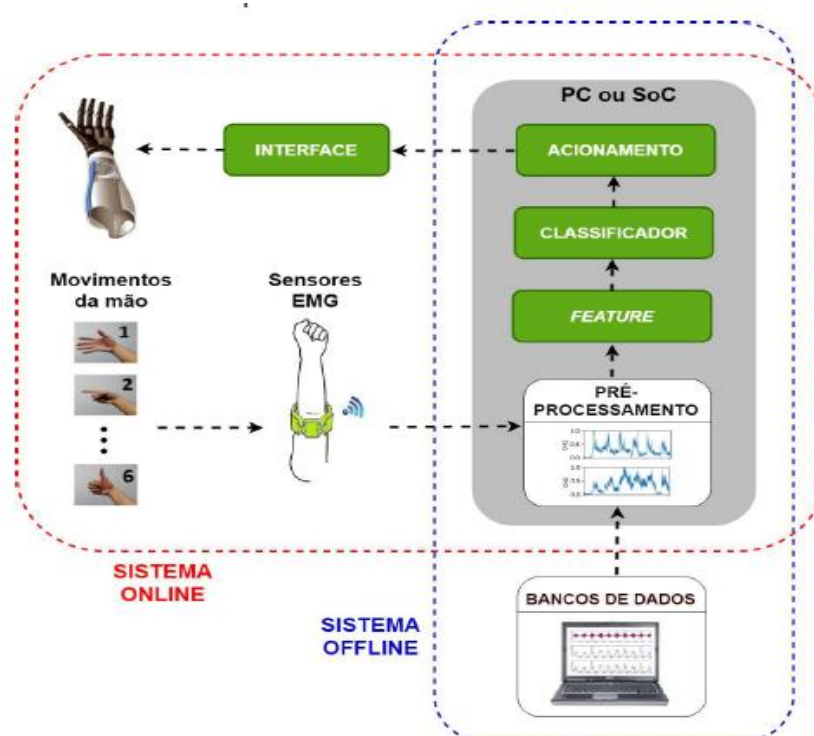 PC ou SoC
INTERFACE
ACIONAMENTO
CLASSIFICADOR
FEATURE
Movimentos
da mão
1
2
6
Sensores
EMG
PRÉ-
PROCESSAMENTO
SISTEMA
ONLINE
SISTEMA
OFFLINE
BANCOS DE DADOS